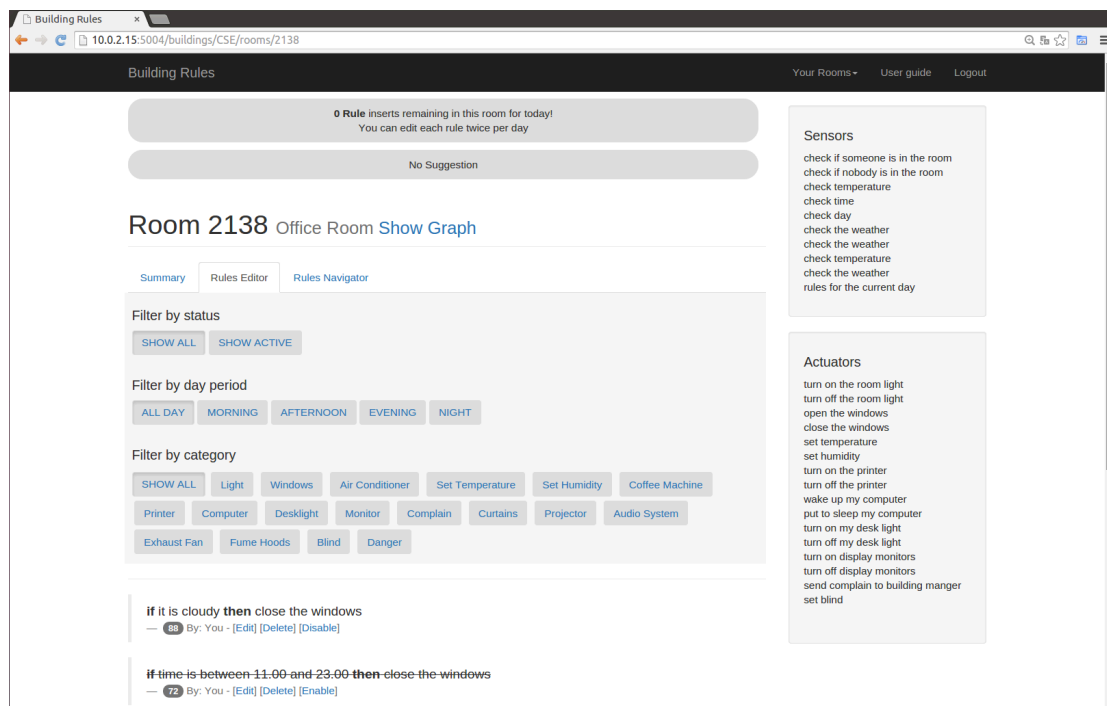 Building Rules
10.0.2.15:5004/buildings/CSE/rooms/2138
Building Rules
Your Rooms
User guide
Logout
0 Rule inserts remaining in this room for today!
You can edit each rule twice per day
No Suggestion
Room 2138 Office Room Show Graph
Summary
Rules Editor
Rules Navigator
Filter by status
SHOW ALL
SHOW ACTIVE
Filter by day period
ALL DAY
MORNING
AFTERNOON
EVENING
NIGHT
Filter by category
SHOW ALL
Light
Windows
Air Conditioner
Set Temperature
Set Humidity
Coffee Machine
Printer
Computer
Desklight
Monitor
Complain
Curtains
Projector
Audio System
Exhaust Fan
Fume Hoods
Blind
Danger
if it is cloudy then close the windows
— 88 By: You - [Edit] [Delete] [Disable]
if time is between 11.00 and 23.00 then close the windows
— 72 By: You - [Edit] [Delete] [Enable]
Sensors
check if someone is in the room
check if nobody is in the room
check temperature
check time
check day
check the weather
check the weather
check temperature
check the weather
rules for the current day
Actuators
turn on the room light
turn off the room light
open the windows
close the windows
set temperature
set humidity
turn on the printer
turn off the printer
wake up my computer
put to sleep my computer
turn on my desk light
turn off my desk light
turn on display monitors
turn off display monitors
send complain to building manger
set blind